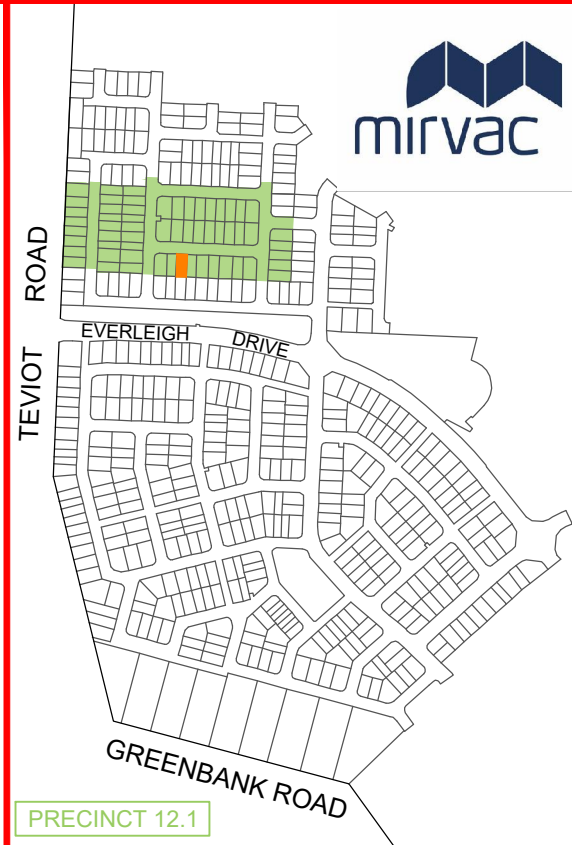 mirvac
TEVIOT ROAD
EVERLEIGH DRIVE
GREENBANK ROAD
PRECINCT 12.1